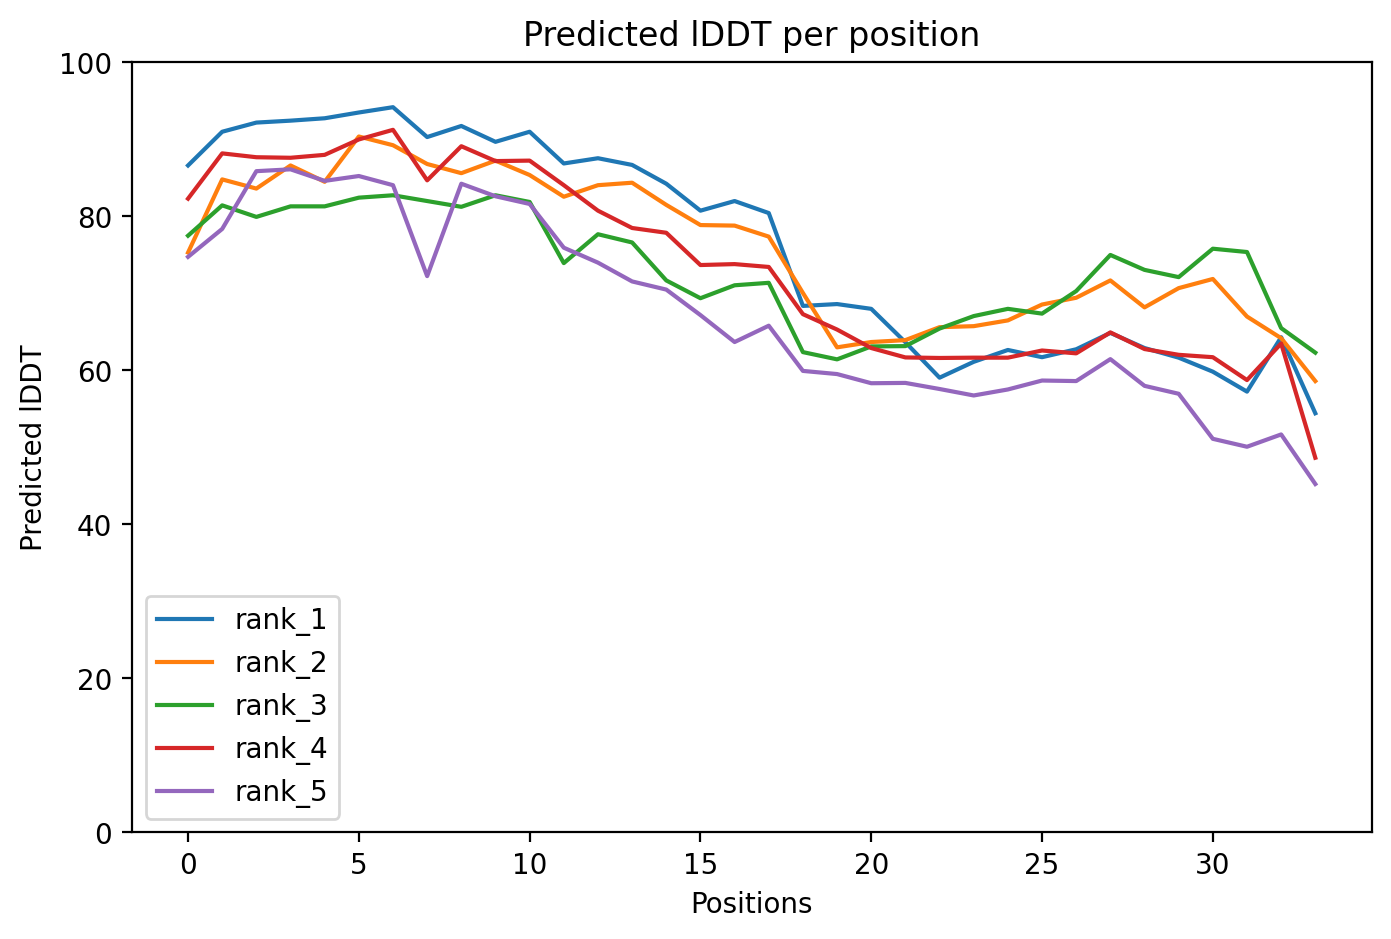 Predicted lDDT per position
100
80
60
40
20
0
Predicted lDDT
rank_1
rank_2
rank_3
rank_4
rank_5
0 5 10 15 20 25 30
Positions